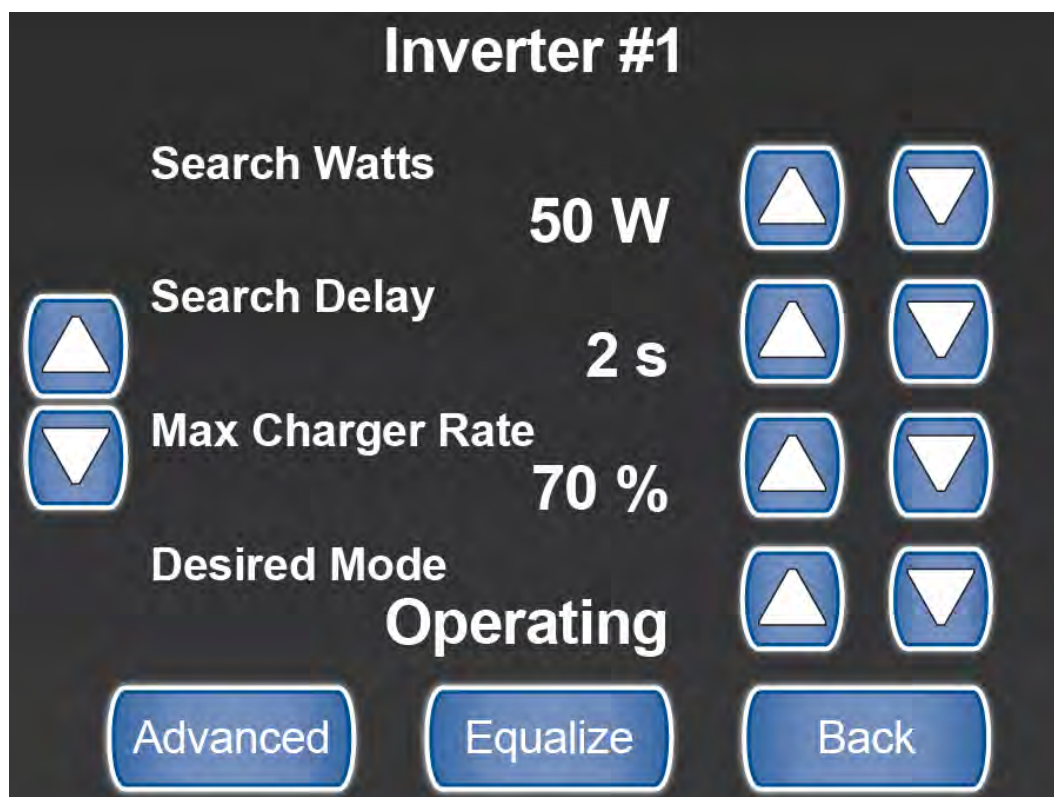 Inverter #1
Search Watts
50 W
Search Delay
2 s
Max Charger Rate
70 %
Desired Mode
Operating
Advanced Equalize Back